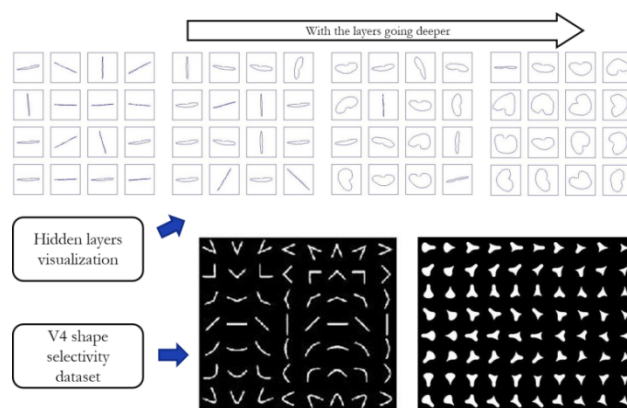 With the layers going deeper
Hidden layers
visualization
V4 shape
selectivity
dataset